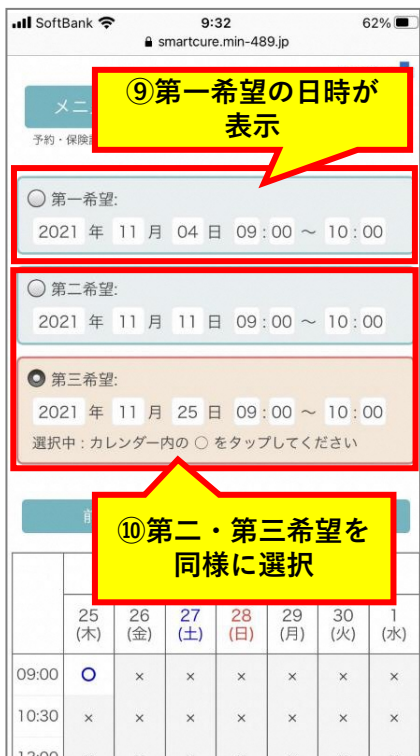 SoftBank 9:32 62%
smartcure.min-489.jp
⑨第一希望の日時が
表示
メニ
予約・保険
第一希望:
2021 年 11 月 04 日 09 : 00 ～ 10 : 00
第二希望:
2021 年 11 月 11 日 09 : 00 ～ 10 : 00
第三希望:
2021 年 11 月 25 日 09 : 00 ～ 10 : 00
選択中 : カレンダー内の ○ をタップしてください
⑩第二・第三希望を
同様に選択
25 26 27 28 29 30 1
(木) (金) (土) (日) (月) (火) (水)
09:00 ○ × × × × × ×
10:30 × × × × × × ×